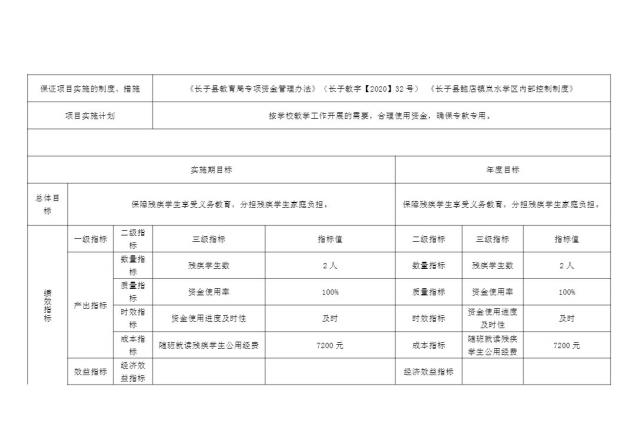 保证项目实施的制度、措施
《长子县教育局专项资金管理办法》（长子教字【2020】32号） 《长子县慈店镇岚水学区内部控制制度》
项目实施计划
按学校教学工作开展的需要，合理使用资金，确保专款专用。
实施期目标
年度目标
总体目
标
保障残疾学生享受义务教育，分担残疾学生家庭负担。
保障残疾学生享受义务教育，分担残疾学生家庭负担。
绩效指标
一级指标
二级指
标
三级指标
指标值
二级指标
三级指标
指标值
产出指标
数量指
标
残疾学生数
2人
数量指标
残疾学生数
2人
质量指
标
资金使用率
100%
质量指标
资金使用率
100%
时效指
标
资金使用进度及时性
及时
时效指标
资金使用进度
及时性
及时
成本指
标
随班就读残疾学生公用经费
7200元
成本指标
随班就读残疾
学生公用经费
7200元
效益指标
经济效
益指标
经济效益指标